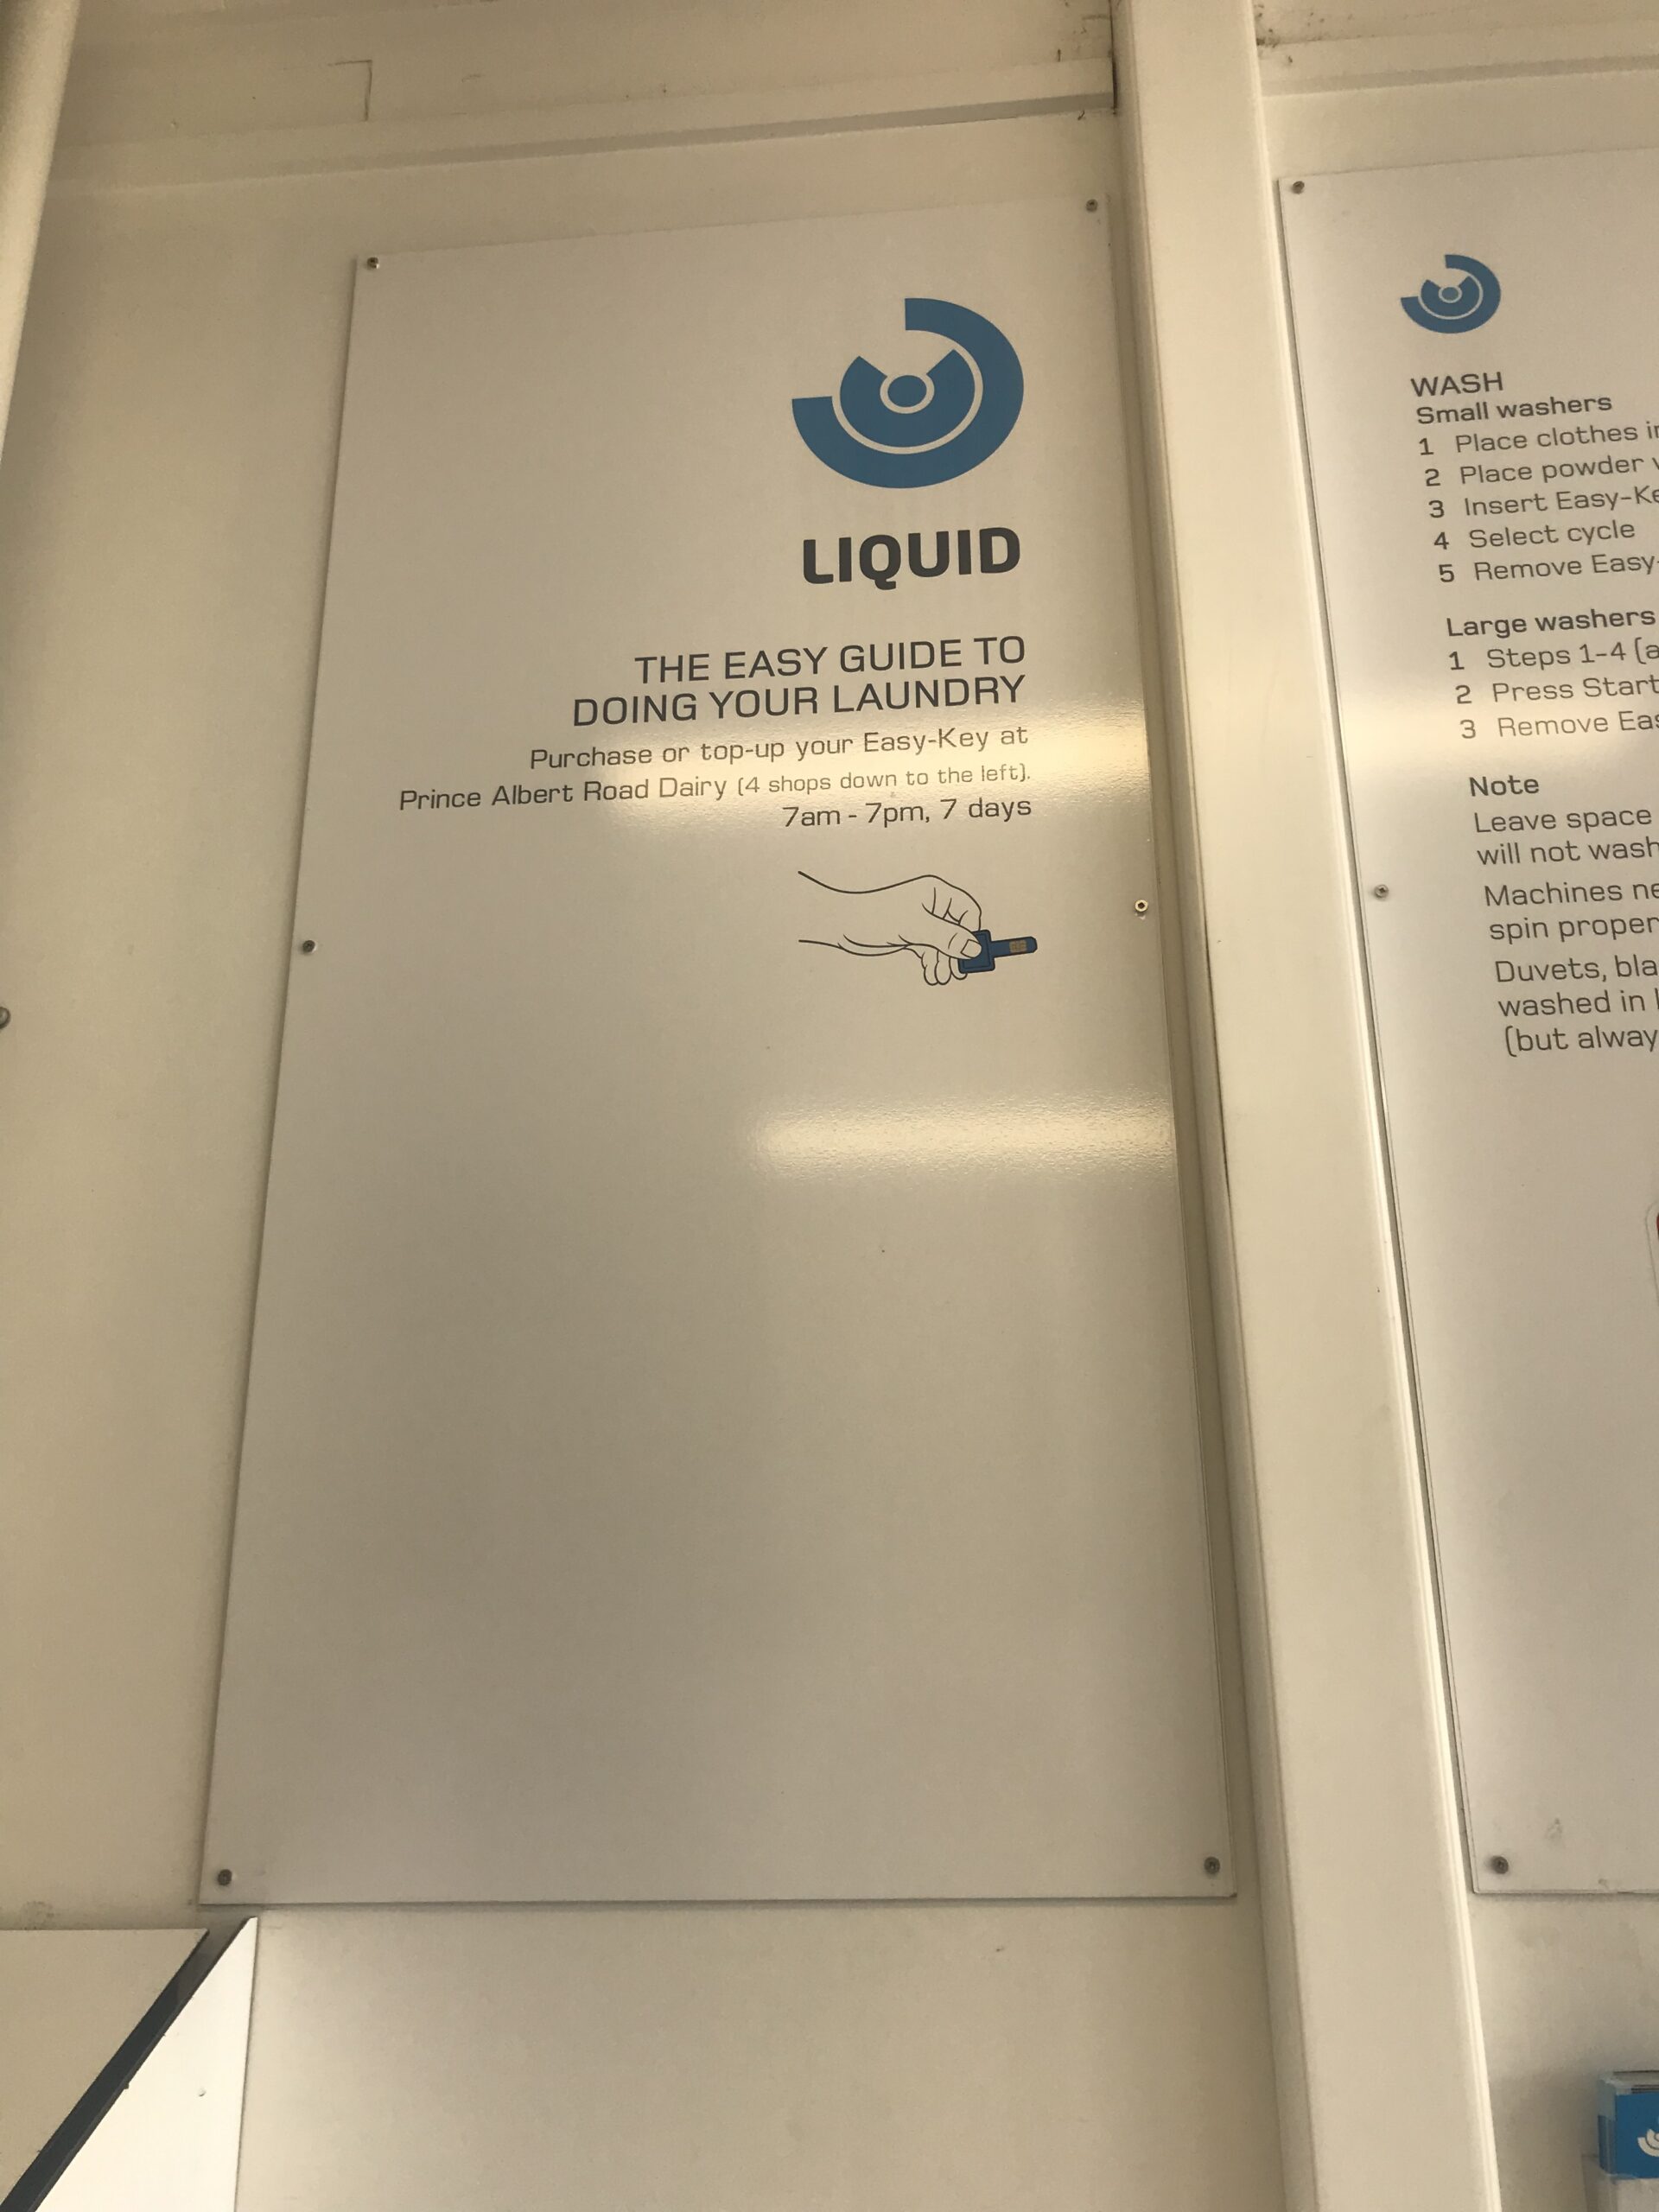 LIQUID
THE EASY GUIDE TO
DOING YOUR LAUNDRY
Purchase or top-up your Easy-Key at
Prince Albert Road Dairy (4 shops down to the left).
7am - 7pm, 7 days
WASH
Small washers
1 Place clothes
2 Place powder
3 Insert
4 Select cycle
5 Remove
Large washers
1 Steps 1-4
2 Press Start
3 Remove
Note
Leave space
will not wash
Machines
spin
Duvets,
washed in
(but